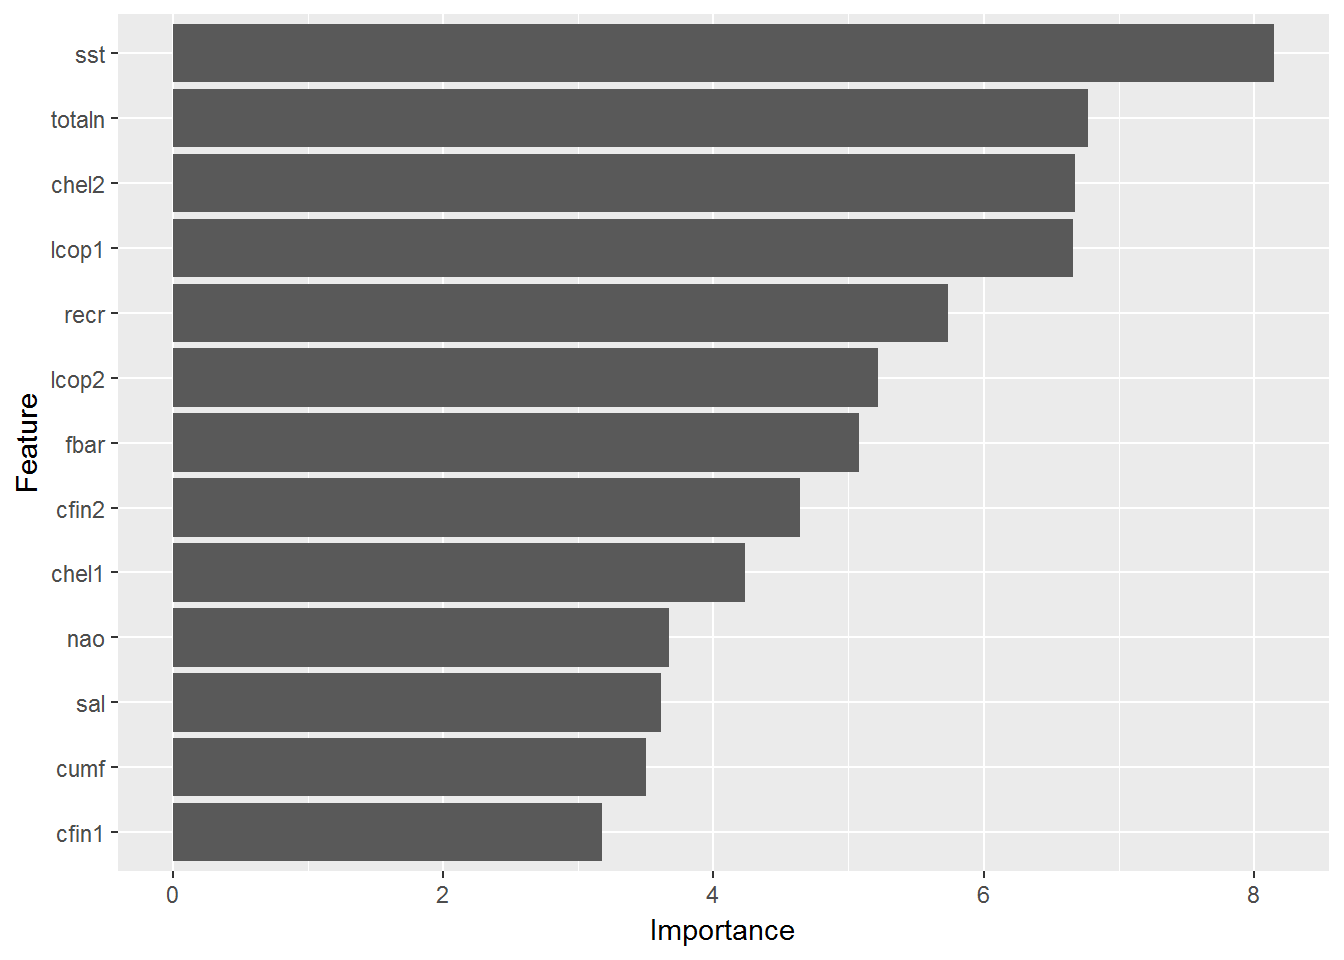 sst
totaln
chel2
lcop1
recr
lcop2
fbar
cfin2
chel1
nao
sal
cumf
cfin1
Feature
0 2 4 6 8
Importance